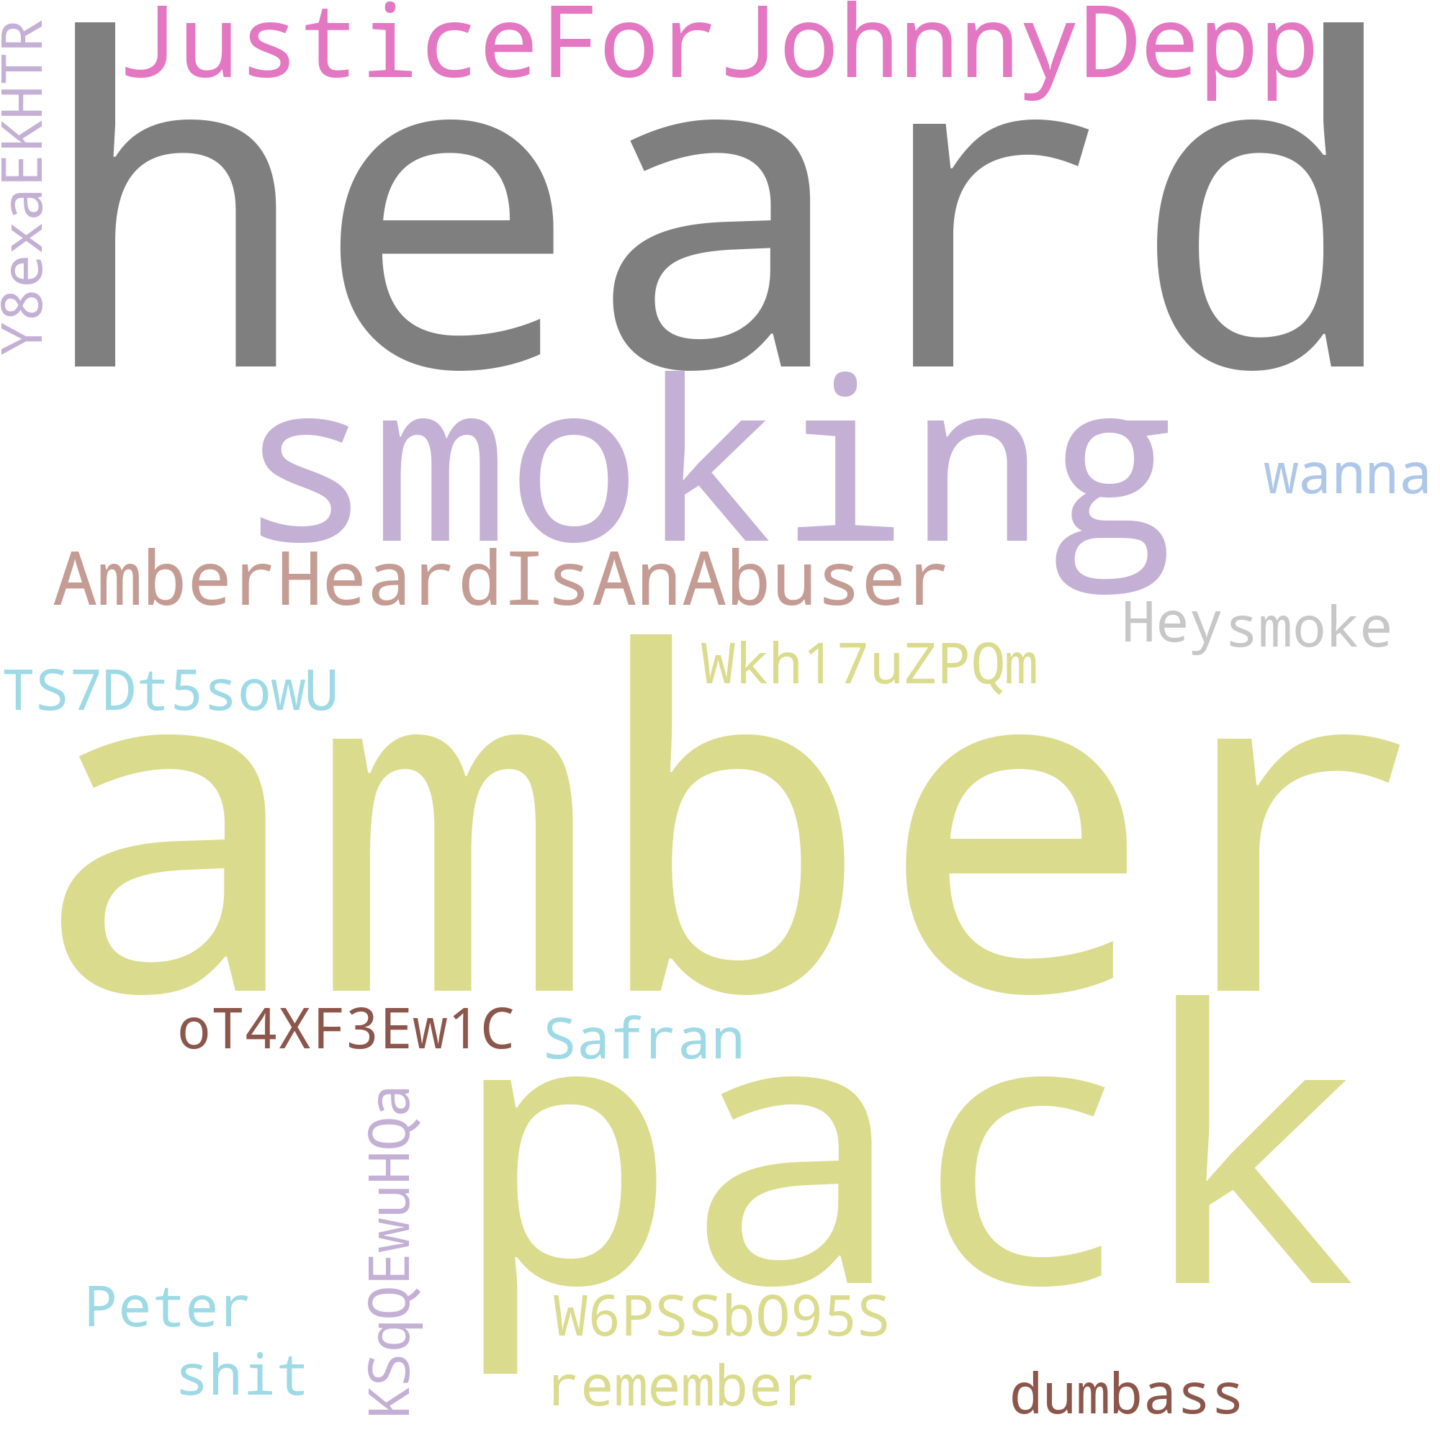 JusticeForJohnnyDepp
Y8exaEKHTR
heard
smoking
wanna
AmberHeardIsAnAbuser
Hey
smoke
Wkh17uZPQm
TS7Dt5sowU
amber
oT4XF3Ew1C
Safran
pack
KSqQEwuHQa
Peter
W6PSSbO95S
shit
remember
dumbass